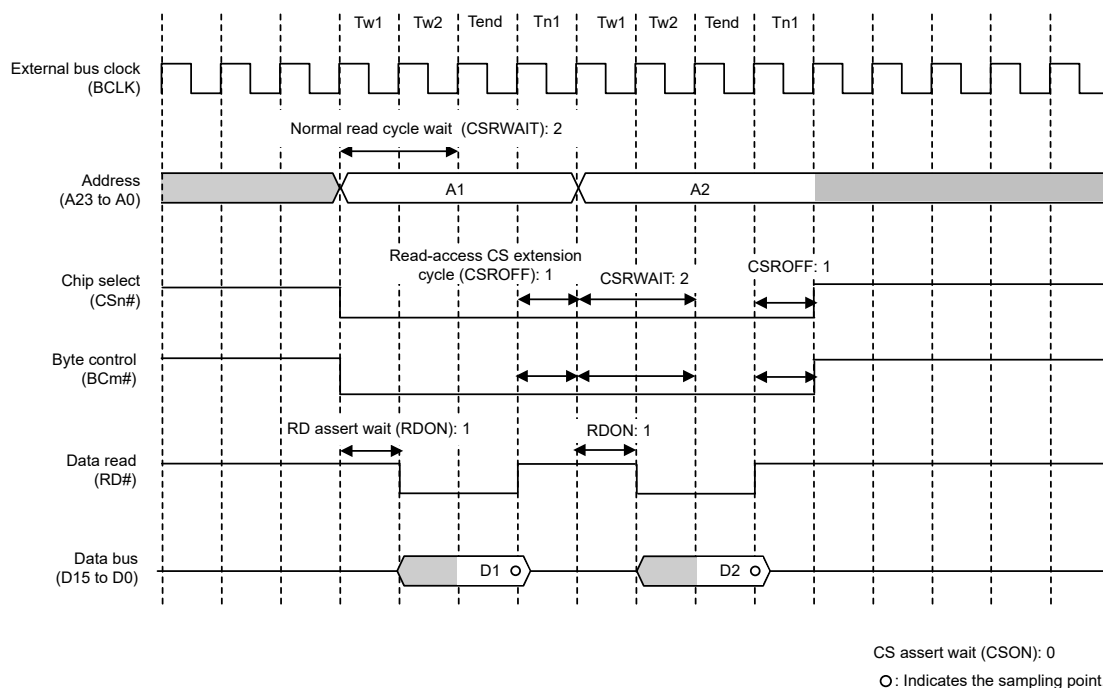 Tw1 Tw2 Tend Tn1 Tw1 Tw2 Tend Tn1
External bus clock
(BCLK)
Normal read cycle wait (CSRWAIT): 2
Address
(A23 to A0)
A1 A2
Read-access CS extension
cycle (CSROFF): 1
CSRWAIT: 2
CSROFF: 1
Chip select
(CSn#)
Byte control
(BCm#)
RD assert wait (RDON): 1
RDON: 1
Data read
(RD#)
Data bus
(D15 to D0)
D1 D2
CS assert wait (CSON): 0
: Indicates the sampling point